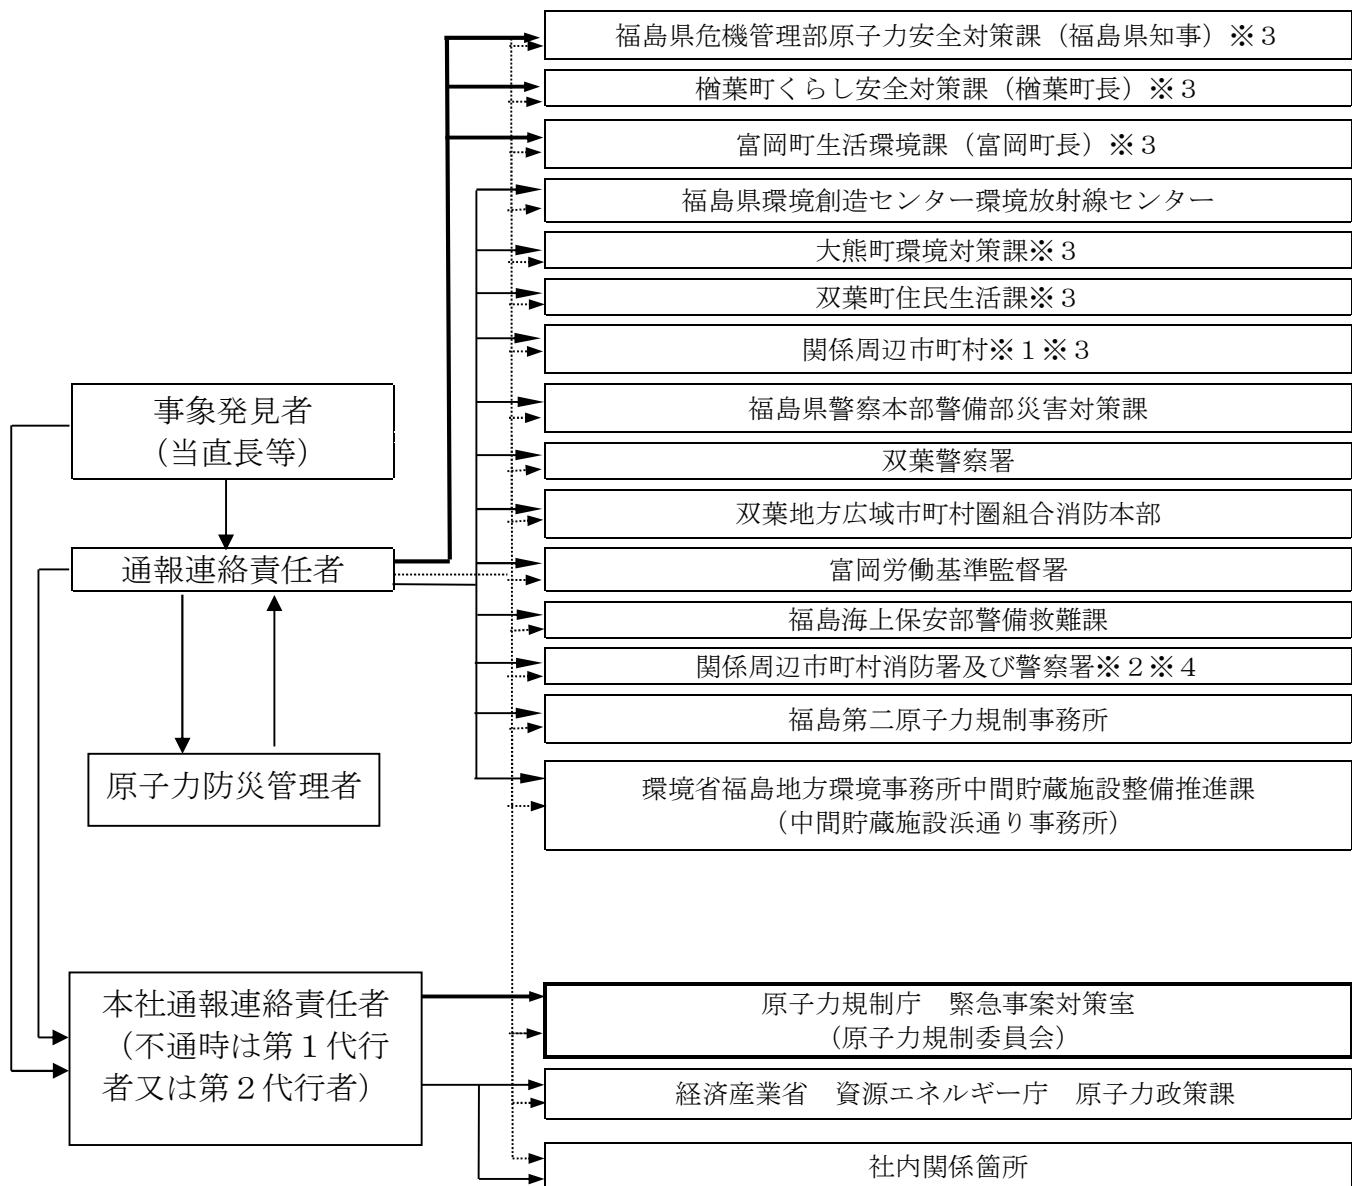 福島県危機管理部原子力安全対策課（福島県知事）※３
楢葉町くらし安全対策課（楢葉町長）※３
富岡町生活環境課（富岡町長）※３
福島県環境創造センター環境放射線センター
大熊町環境対策課※３
双葉町住民生活課※３
関係周辺市町村※１※３
福島県警察本部警備部災害対策課
双葉警察署
双葉地方広域市町村圏組合消防本部
富岡労働基準監督署
福島海上保安部警備救難課
関係周辺市町村消防署及び警察署※２※４
福島第二原子力規制事務所
環境省福島地方環境事務所中間貯蔵施設整備推進課
（中間貯蔵施設浜通り事務所）
事象発見者
（当直長等）
通報連絡責任者
原子力防災管理者
本社通報連絡責任者
（不通時は第１代行
者又は第２代行者）
原子力規制庁　緊急事案対策室
（原子力規制委員会）
経済産業省　資源エネルギー庁　原子力政策課
社内関係箇所